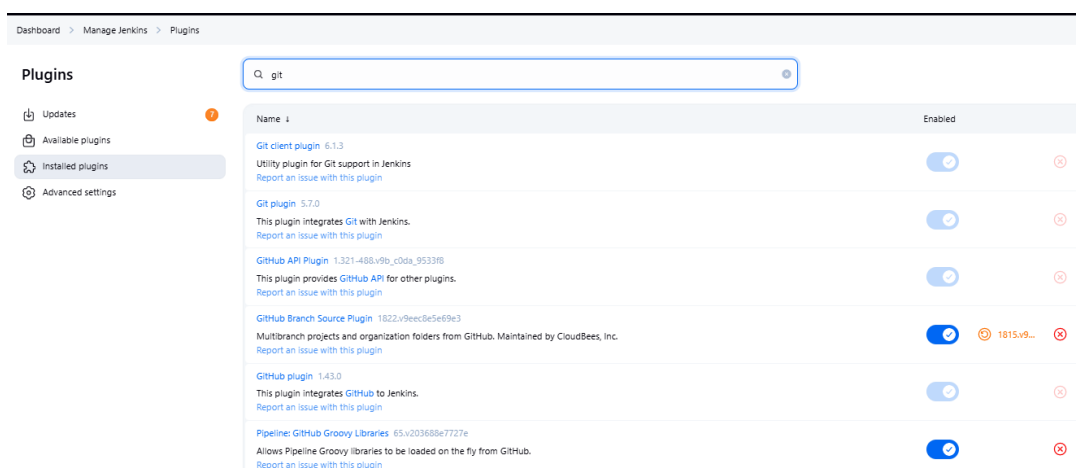 Dashboard > Manage Jenkins > Plugins
Plugins
git
Updates 7
Available plugins
Installed plugins
Advanced settings
Name ↓ Enabled
Git client plugin 6.1.3
Utility plugin for Git support in Jenkins
Report an issue with this plugin
Git plugin 5.7.0
This plugin integrates Git with Jenkins.
Report an issue with this plugin
GitHub API Plugin 1.321-488.v9b_c0da_9533f8
This plugin provides GitHub API for other plugins.
Report an issue with this plugin
GitHub Branch Source Plugin 1822.v9eec8e5e69e3
Multibranch projects and organization folders from GitHub. Maintained by CloudBees, Inc.
1815.v9...
Report an issue with this plugin
GitHub plugin 1.43.0
This plugin integrates GitHub to Jenkins.
Report an issue with this plugin
Pipeline: GitHub Groovy Libraries 65.v203688e7727e
Allows Pipeline Groovy libraries to be loaded on the fly from GitHub.
Report an issue with this plugin